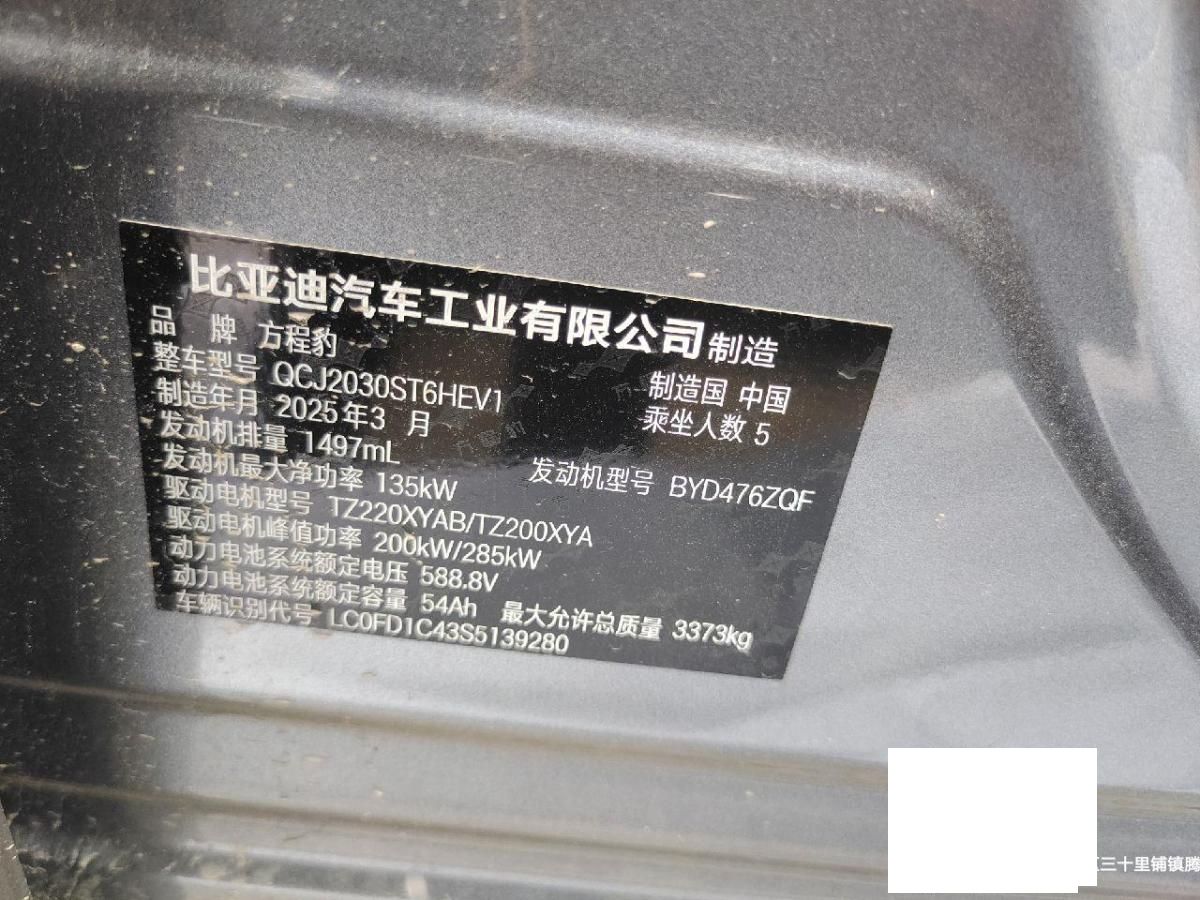 比亚迪汽车工业有限公司制造
品 牌 方程豹 制造国 中国
整车型号 QCJ2030ST6HEV1 乘坐人数 5
制造年月 2025年3 月
发动机排量 1497mL 发动机型号 BYD476ZQF
发动机最大净功率 135kW
驱动电机型号 TZ220XYAB/TZ200XYA
驱动电机峰值功率 200kW/285kW
动力电池系统额定电压 588.8V
动力电池系统额定容量 54Ah 最大允许总质量 3373kg
车辆识别代号 LC0FD1C43S5139280
三十里铺镇腾